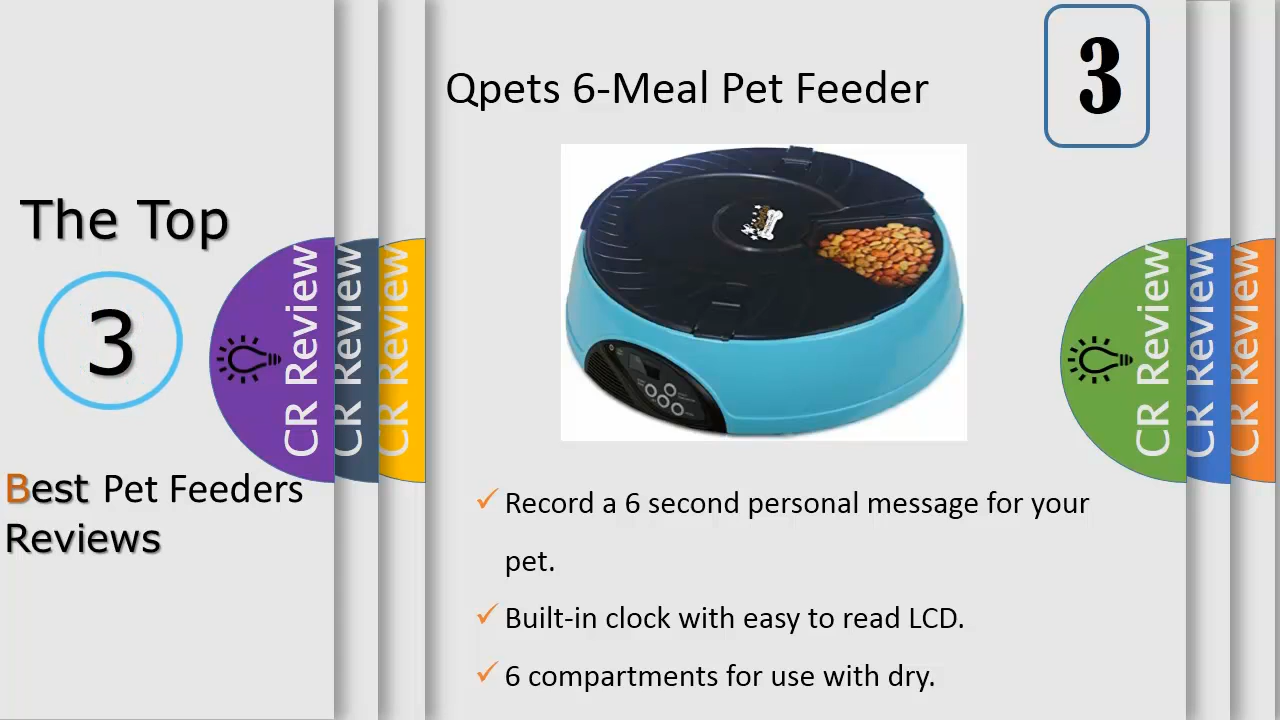 The Top
3
Best Pet Feeders
Reviews
CR Review
CR Review
CR Review
Qpets 6-Meal Pet Feeder
3
✓ Record a 6 second personal message for your
pet.
✓ Built-in clock with easy to read LCD.
✓ 6 compartments for use with dry.
CR Review
CR Review
CR Review